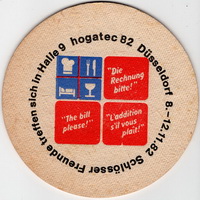 hogatec 82 Düsseldorf 8.-12.11.82 Schlösser Freunde treffen sich in Halle 9
"Die
Rechnung
bitte!"
"The bill
please!"
"L'addition
s'il vous
plait!"